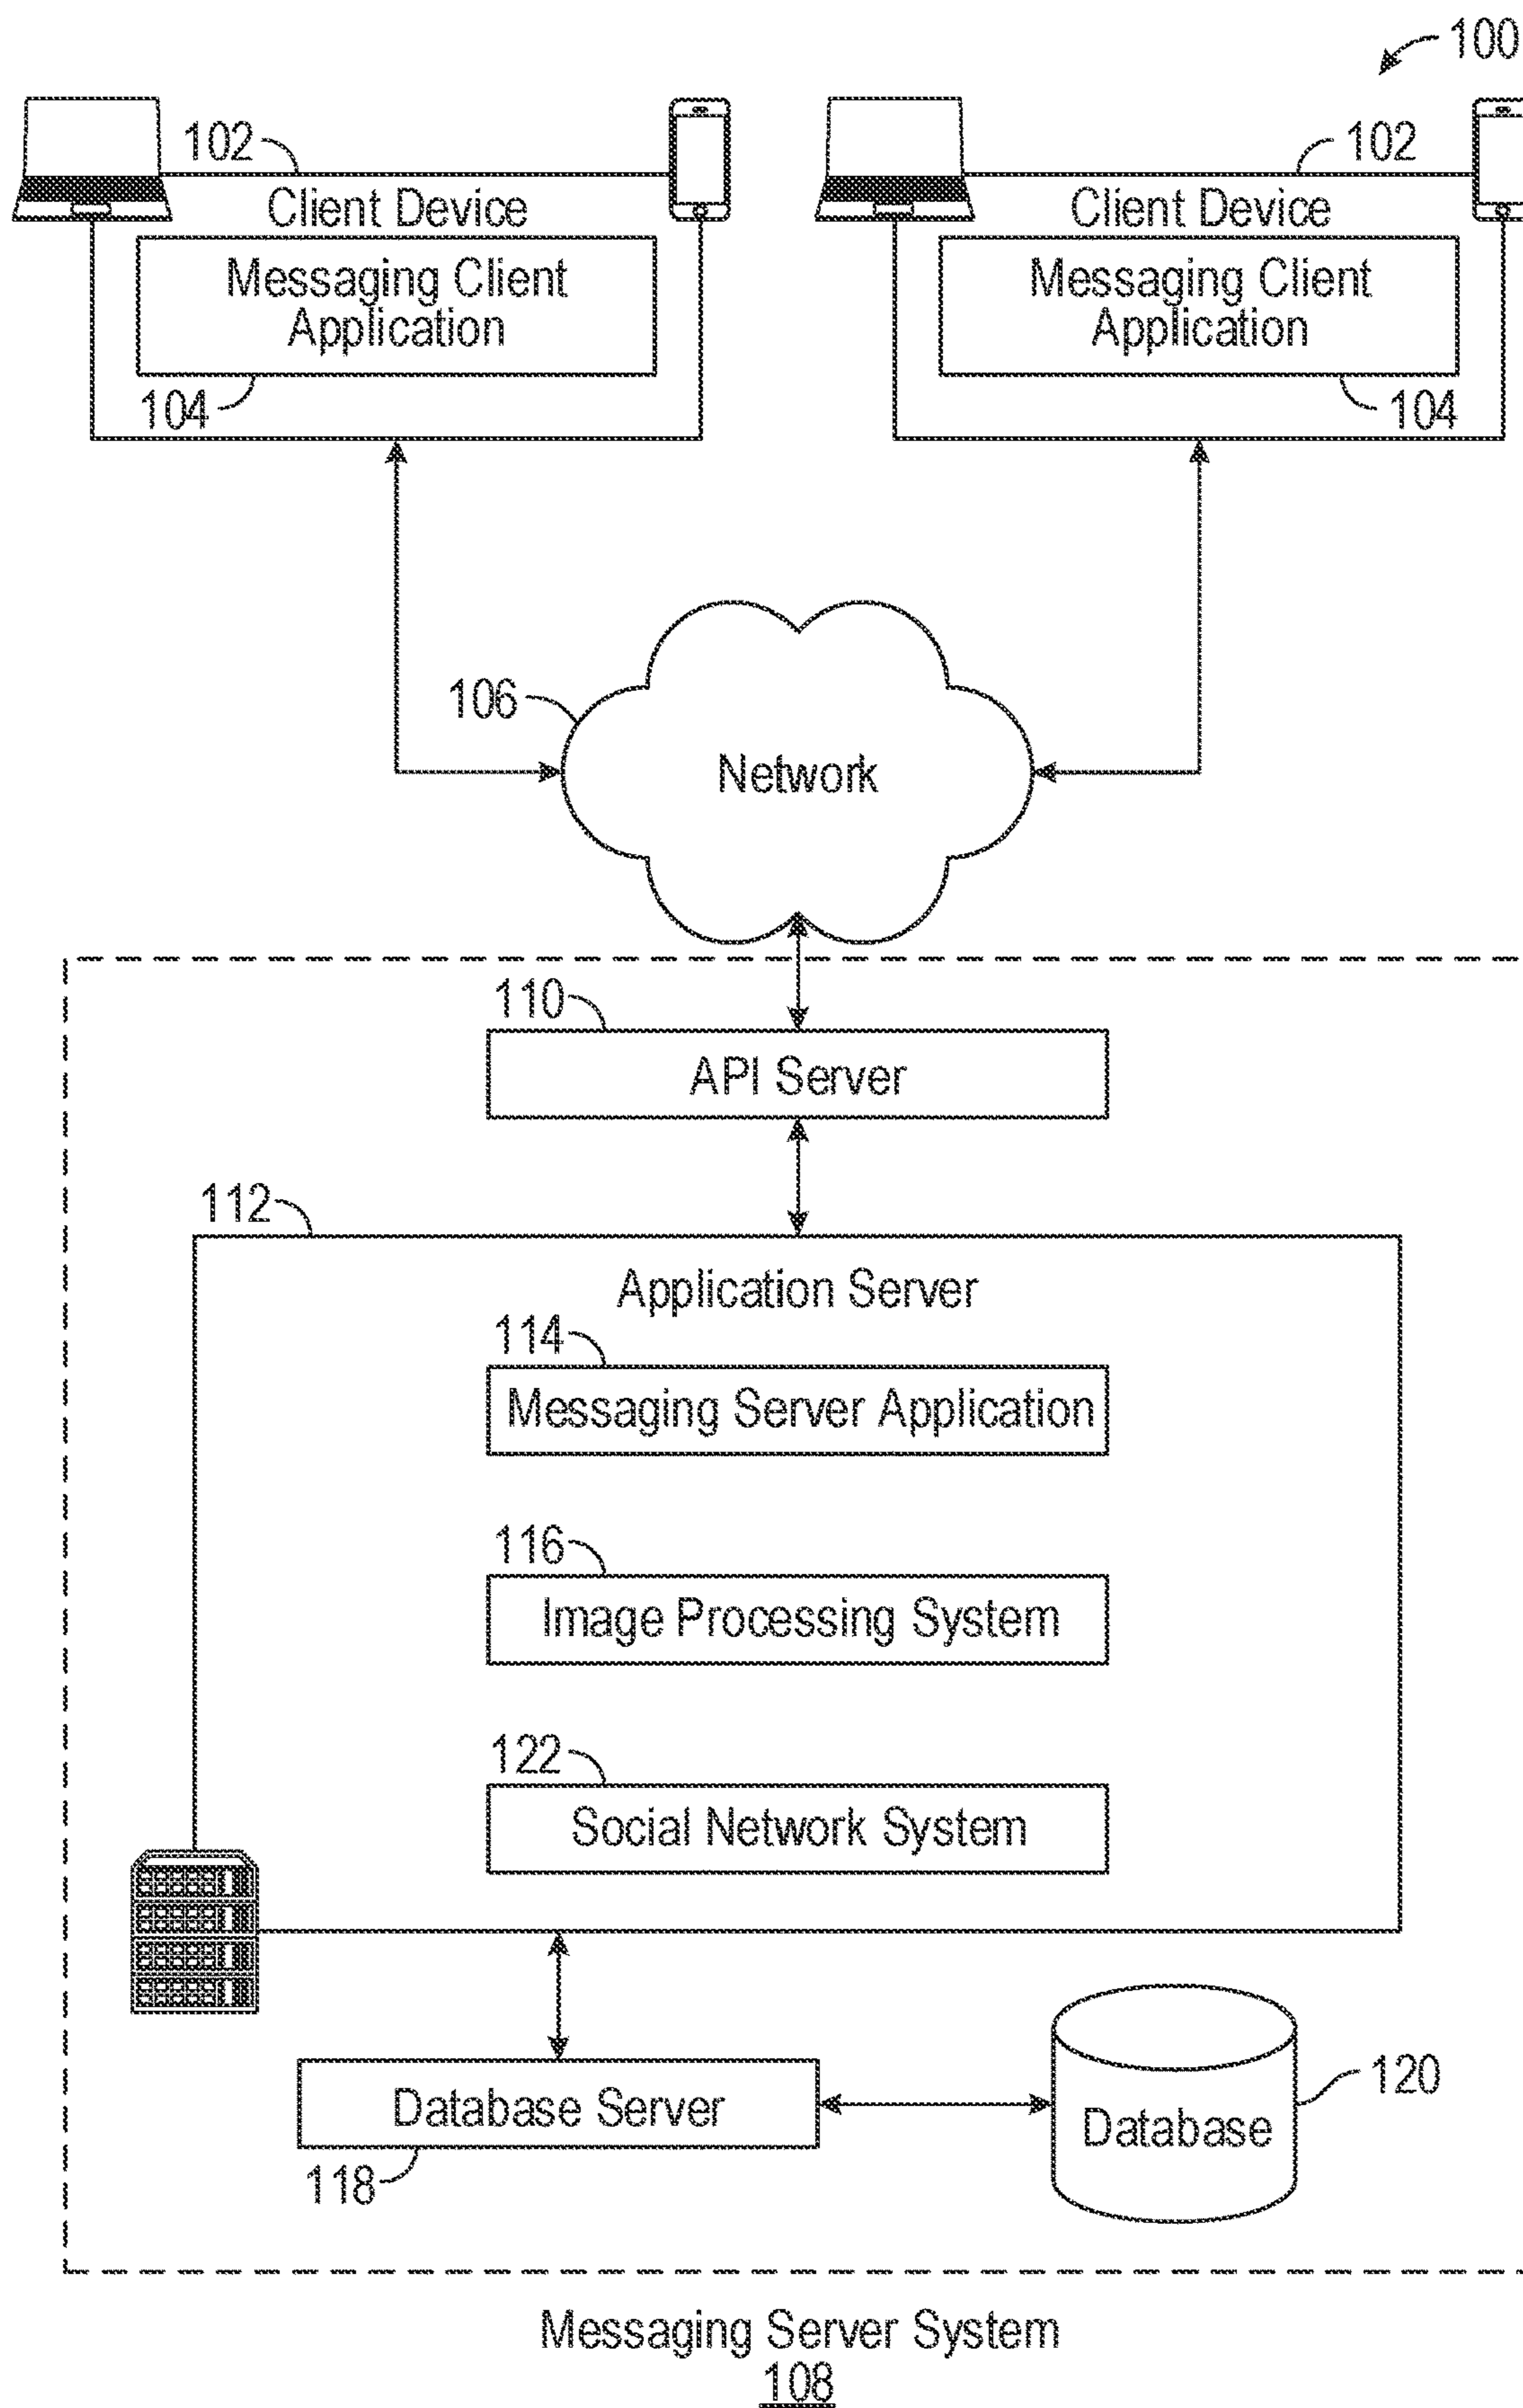 100
102
102
Client Device
Client Device
Messaging Client
Application
Messaging Client
Application
104
104
106
Network
110
API Server
112
Application Server
114
Messaging Server Application
116
Image Processing System
122
Social Network System
Database Server
118
Database
120
Messaging Server System
108